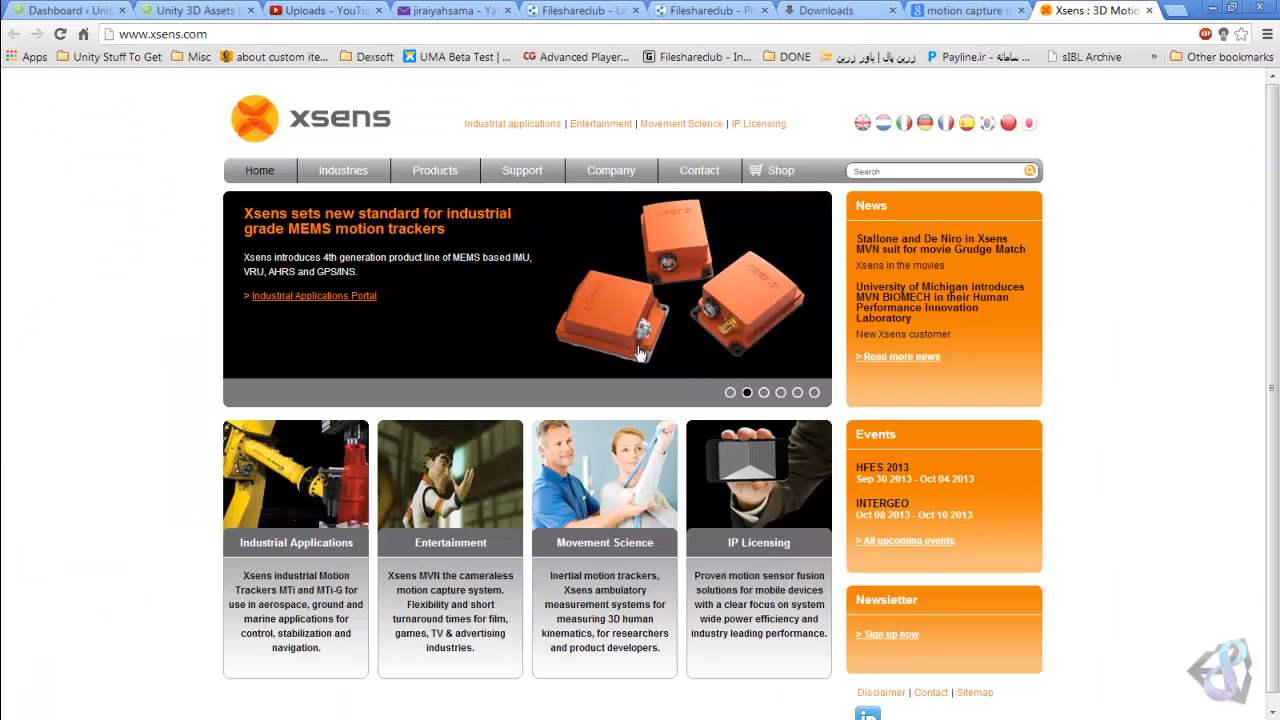 Dashboard ‹ Unit
Unity 3D Assets
Uploads - YouTu
jiraiyahsama - Y
Fileshareclub - Li
Fileshareclub - Pr
Downloads
motion capture d
Xsens : 3D Motio
www.xsens.com
Apps
Unity Stuff To Get
Misc
about custom ite...
Dexsoft
UMA Beta Test |...
Advanced Player...
Fileshareclub - In...
DONE
زرین پال | پاور زرین
Payline.ir - سامانه ...
sIBL Archive
»
Other bookmarks
xsens
Industrial applications | Entertainment | Movement Science | IP Licensing
Home
Industries
Products
Support
Company
Contact
Shop
Search
Xsens sets new standard for industrial
grade MEMS motion trackers
Xsens introduces 4th generation product line of MEMS based IMU,
VRU, AHRS and GPS/INS.
> Industrial Applications Portal
News
Stallone and De Niro in Xsens
MVN suit for movie Grudge Match
Xsens in the movies
University of Michigan introduces
MVN BIOMECH in their Human
Performance Innovation
Laboratory
New Xsens customer
> Read more news
Industrial Applications
Xsens industrial Motion
Trackers MTi and MTi-G for
use in aerospace, ground and
marine applications for
control, stabilization and
navigation.
Entertainment
Xsens MVN the cameraless
motion capture system.
Flexibility and short
turnaround times for film,
games, TV & advertising
industries.
Movement Science
Inertial motion trackers,
Xsens ambulatory
measurement systems for
measuring 3D human
kinematics, for researchers
and product developers.
IP Licensing
Proven motion sensor fusion
solutions for mobile devices
with a clear focus on system
wide power efficiency and
industry leading performance.
Events
HFES 2013
Sep 30 2013 - Oct 04 2013
INTERGEO
Oct 08 2013 - Oct 10 2013
> All upcoming events
Newsletter
> Sign up now
Disclaimer | Contact | Sitemap
in